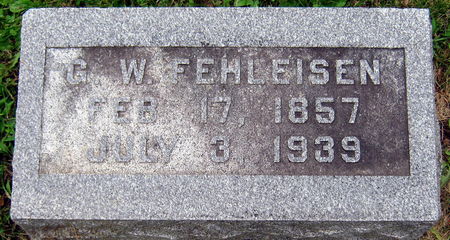 G. W. FEHLEISEN
FEB. 17, 1857
JULY 3, 1939